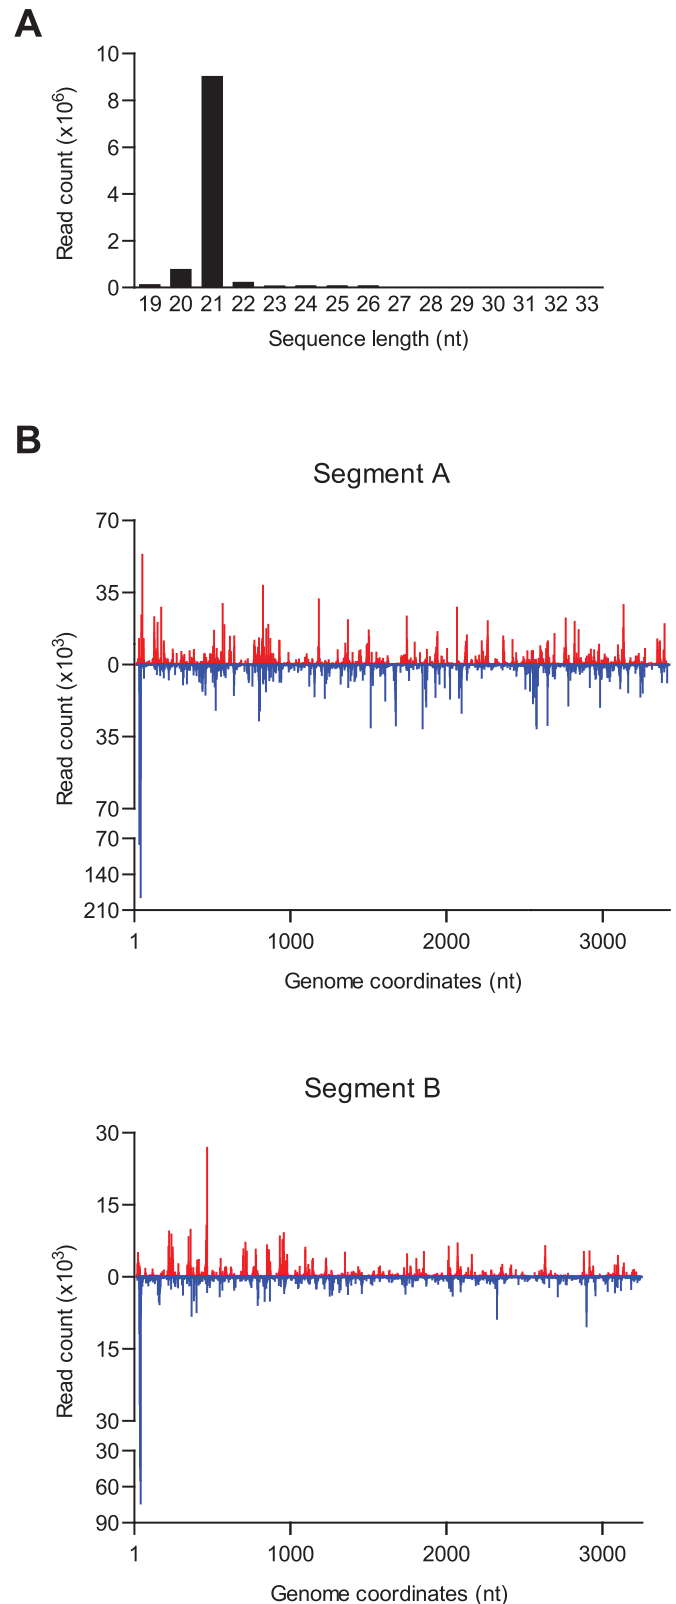 A
10
8
6
4
2
0
Read count (x10⁶)
19 20 21 22 23 24 25 26 27 28 29 30 31 32 33
Sequence length (nt)
B
Segment A
70
35
0
35
70
70
140
210
Read count (x10³)
1 1000 2000 3000
Genome coordinates (nt)
Segment B
30
15
0
15
30
30
60
90
Read count (x10³)
1 1000 2000 3000
Genome coordinates (nt)